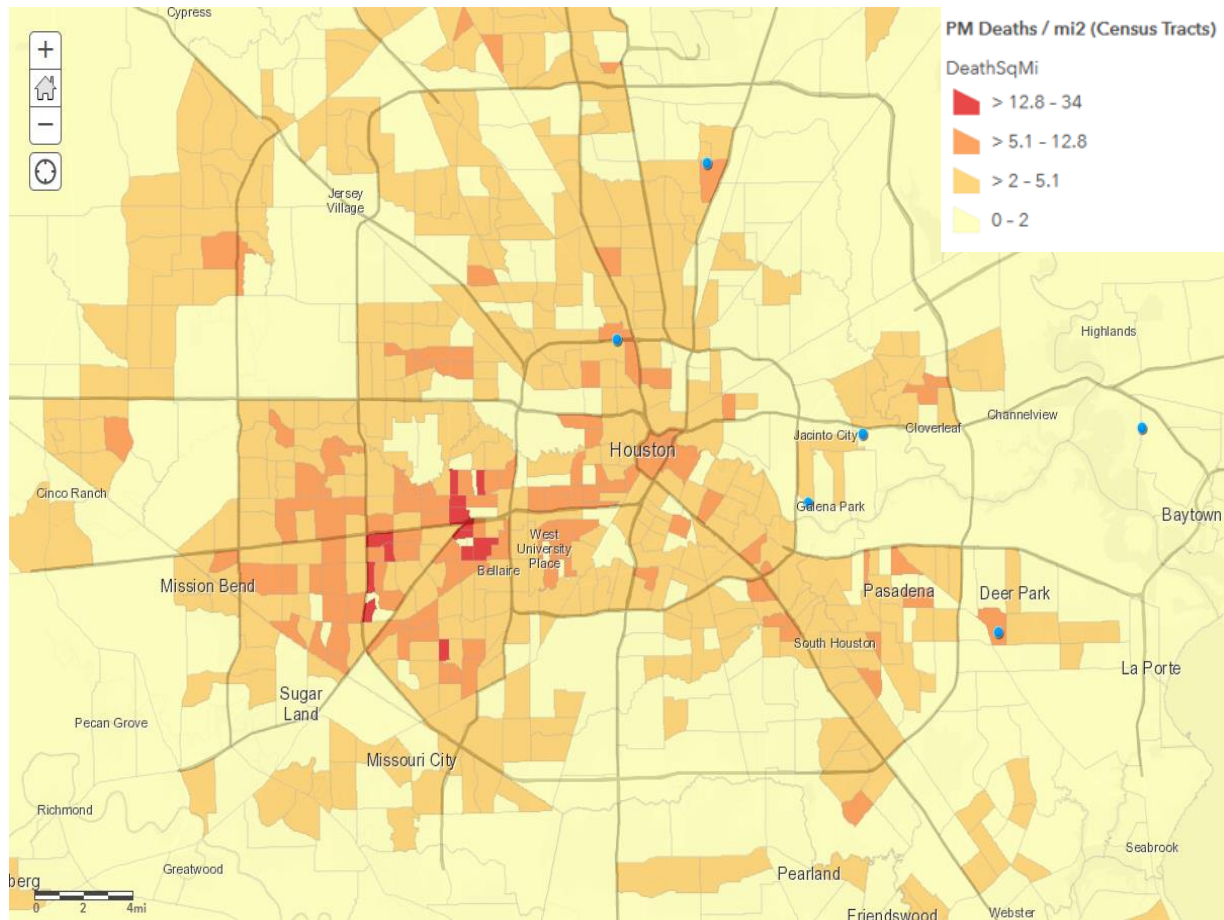 Cypress
PM Deaths / mi2 (Census Tracts)
DeathSqMi
> 12.8 - 34
> 5.1 - 12.8
> 2 - 5.1
0 - 2
+
−
Jersey
Village
Highlands
Channelview
Cloverleaf
Jacinto City
Houston
Cinco Ranch
Galena Park
Baytown
West
University
Place
Bellaire
Mission Bend
Pasadena
Deer Park
South Houston
La Porte
Sugar
Land
Pecan Grove
Missouri City
Richmond
Seabrook
Greatwood
Pearland
berg
0 2 4mi
Friendswood
Webster